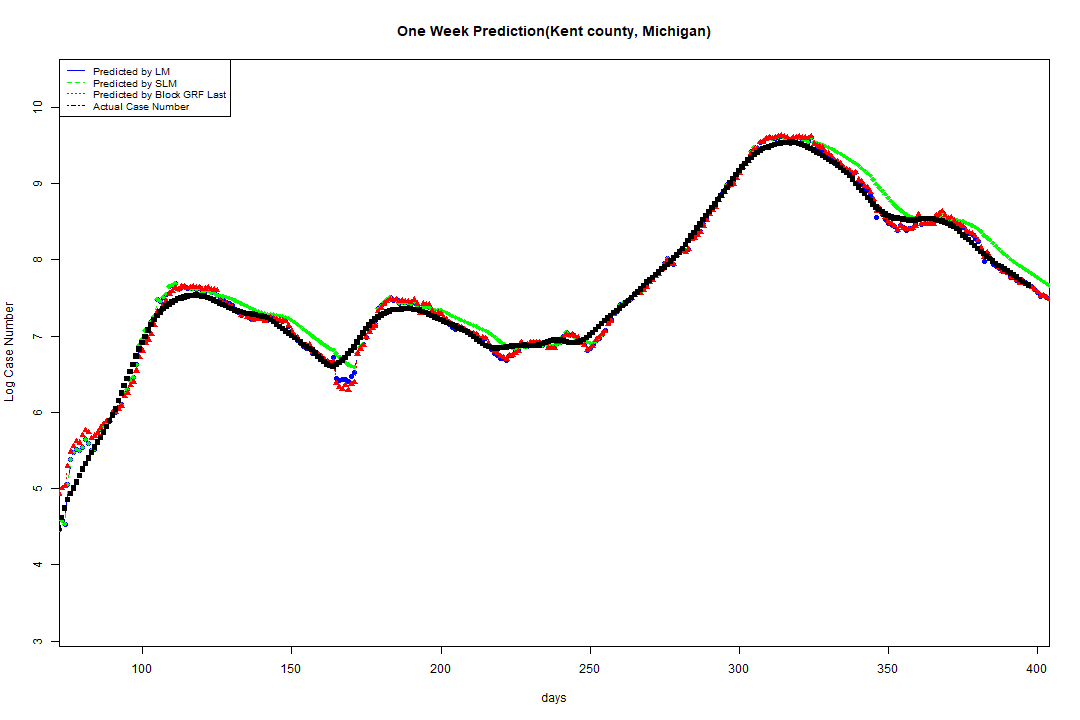 One Week Prediction(Kent county, Michigan)
Predicted by LM
Predicted by SLM
Predicted by Block GRF Last
Actual Case Number
10
9
8
7
6
5
4
3
Log Case Number
100 150 200 250 300 350 400
days